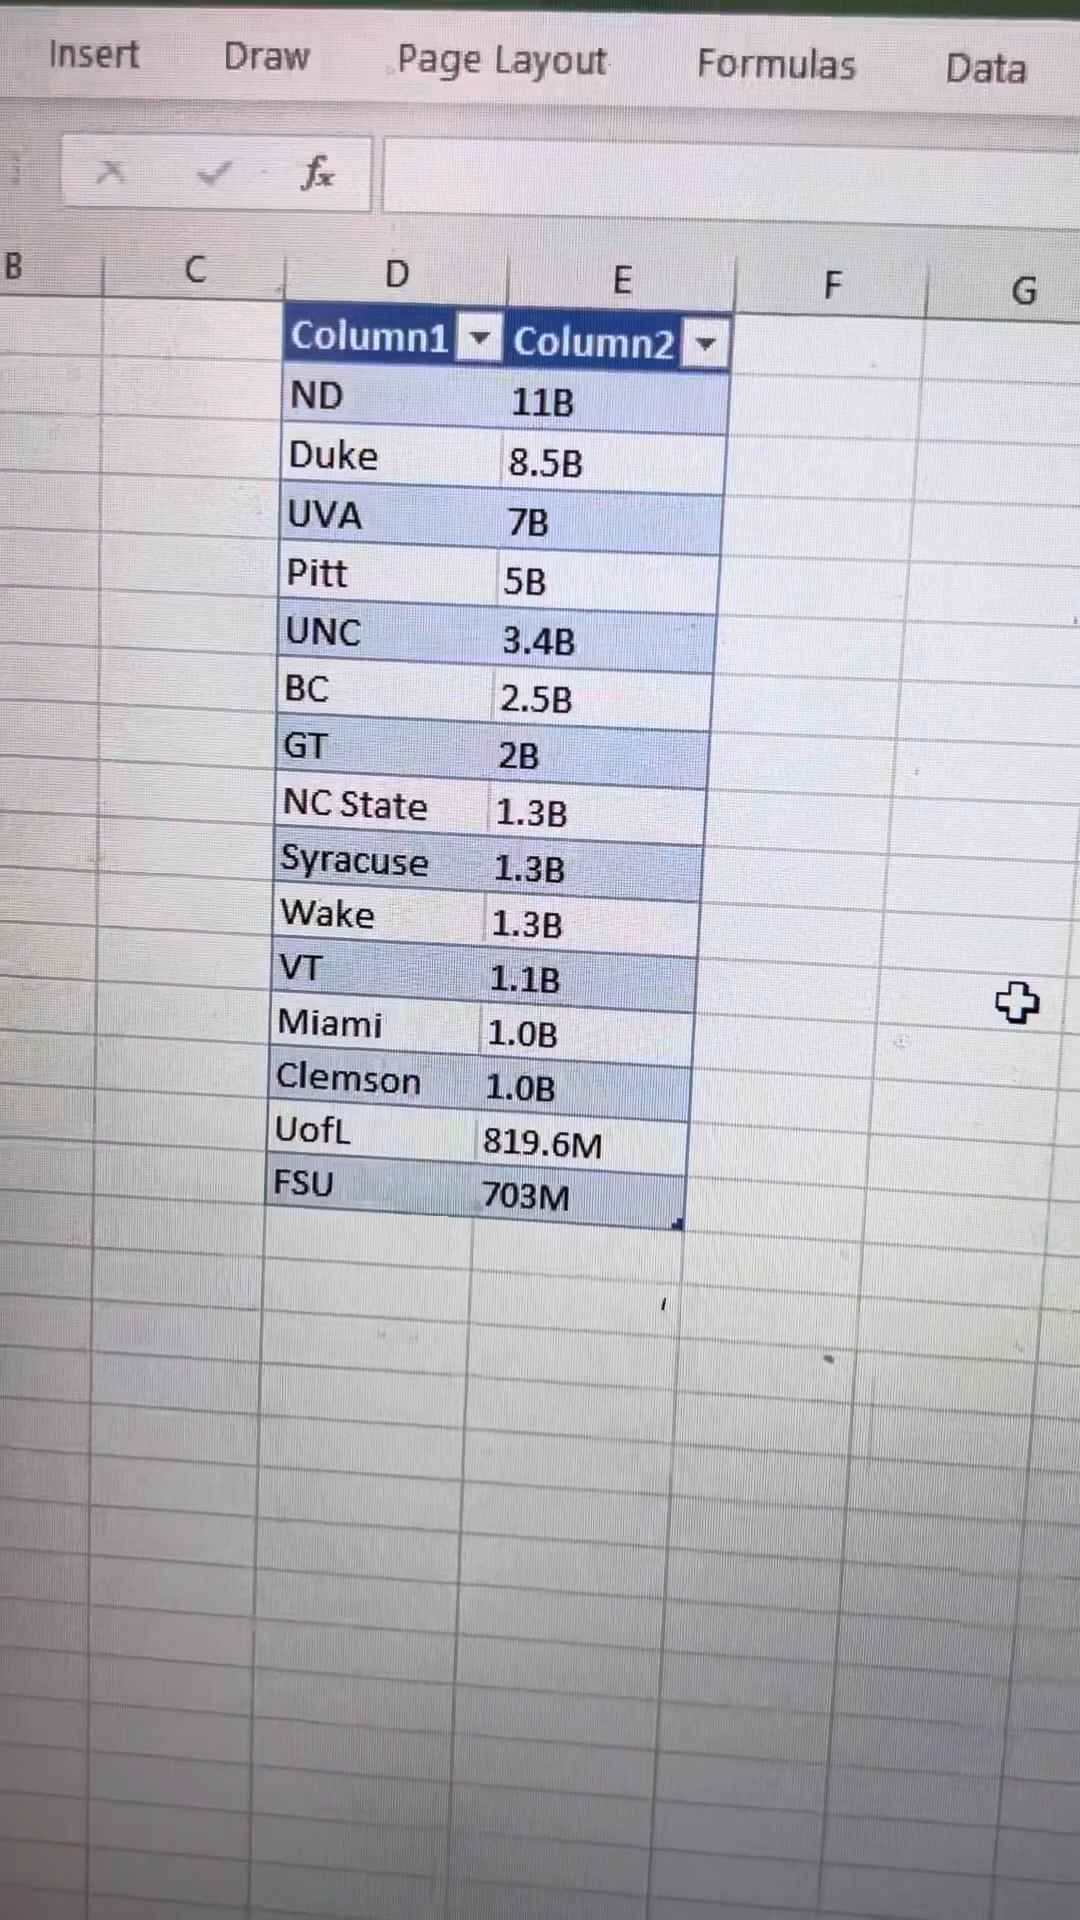 Insert Draw Page Layout Formulas Data
fx
B C D E F G
Column1 Column2
ND 11B
Duke 8.5B
UVA 7B
Pitt 5B
UNC 3.4B
BC 2.5B
GT 2B
NC State 1.3B
Syracuse 1.3B
Wake 1.3B
VT 1.1B
Miami 1.0B
Clemson 1.0B
UofL 819.6M
FSU 703M